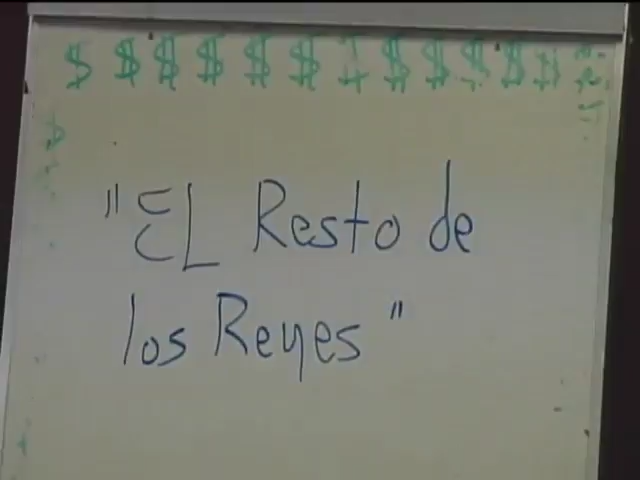 $ $ $ $ $ $ $ $ $ $ $
"EL Resto de
los Reyes"